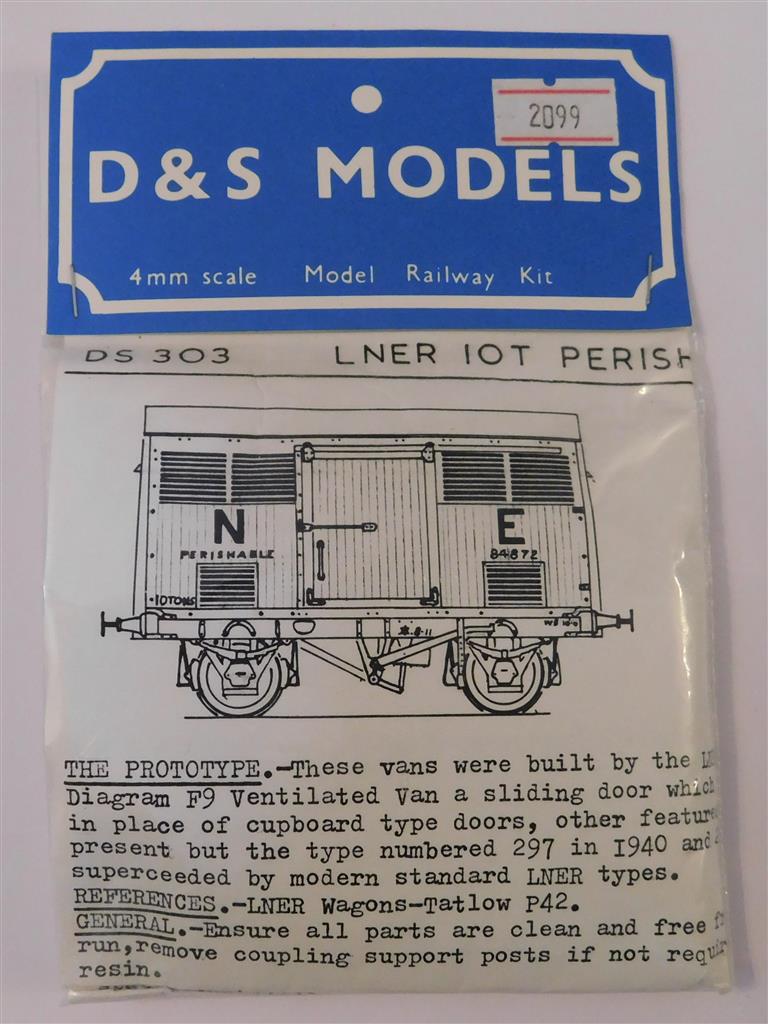 2099
D&S MODELS
4mm scale Model Railway Kit
DS 303 LNER 10T PERISH
N E
PERISHABLE 84872
10TONS
THE PROTOTYPE.-These vans were built by the
Diagram F9 Ventilated Van a sliding door which
in place of cupboard type doors, other feature
present but the type numbered 297 in 1940 and
superceeded by modern standard LNER types.
REFERENCES.-LNER Wagons-Tatlow P42.
GENERAL.-Ensure all parts are clean and free
run,remove coupling support posts if not requir
resin.